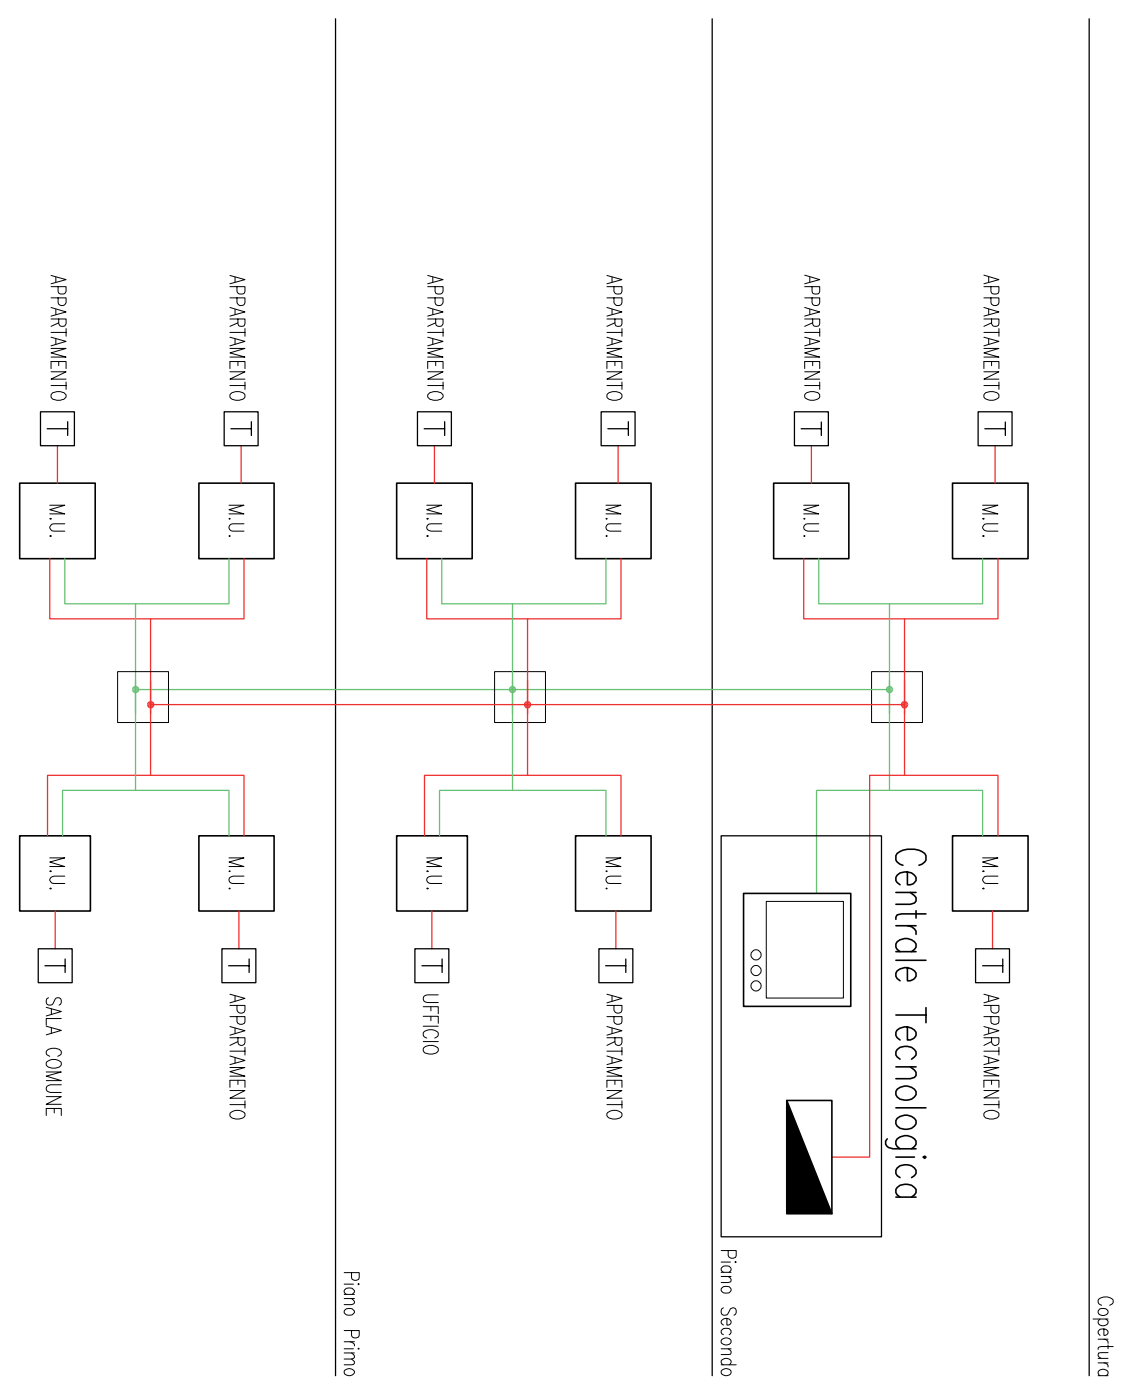 Copertura
APPARTAMENTO T M.U. M.U. T APPARTAMENTO
Centrale Tecnologica
APPARTAMENTO T M.U.
Piano Secondo
APPARTAMENTO T M.U. M.U. T APPARTAMENTO
APPARTAMENTO T M.U. M.U. T UFFICIO
Piano Primo
APPARTAMENTO T M.U. M.U. T APPARTAMENTO
APPARTAMENTO T M.U. M.U. T SALA COMUNE